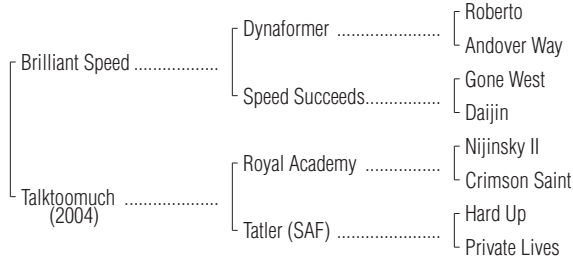 Roberto
Dynaformer ....................
Andover Way
Brilliant Speed ................
Gone West
Speed Succeeds...............
Daijin
Nijinsky II
Royal Academy ...............
Crimson Saint
Talktoomuch ..................
(2004)
Hard Up
Tatler (SAF) ....................
Private Lives